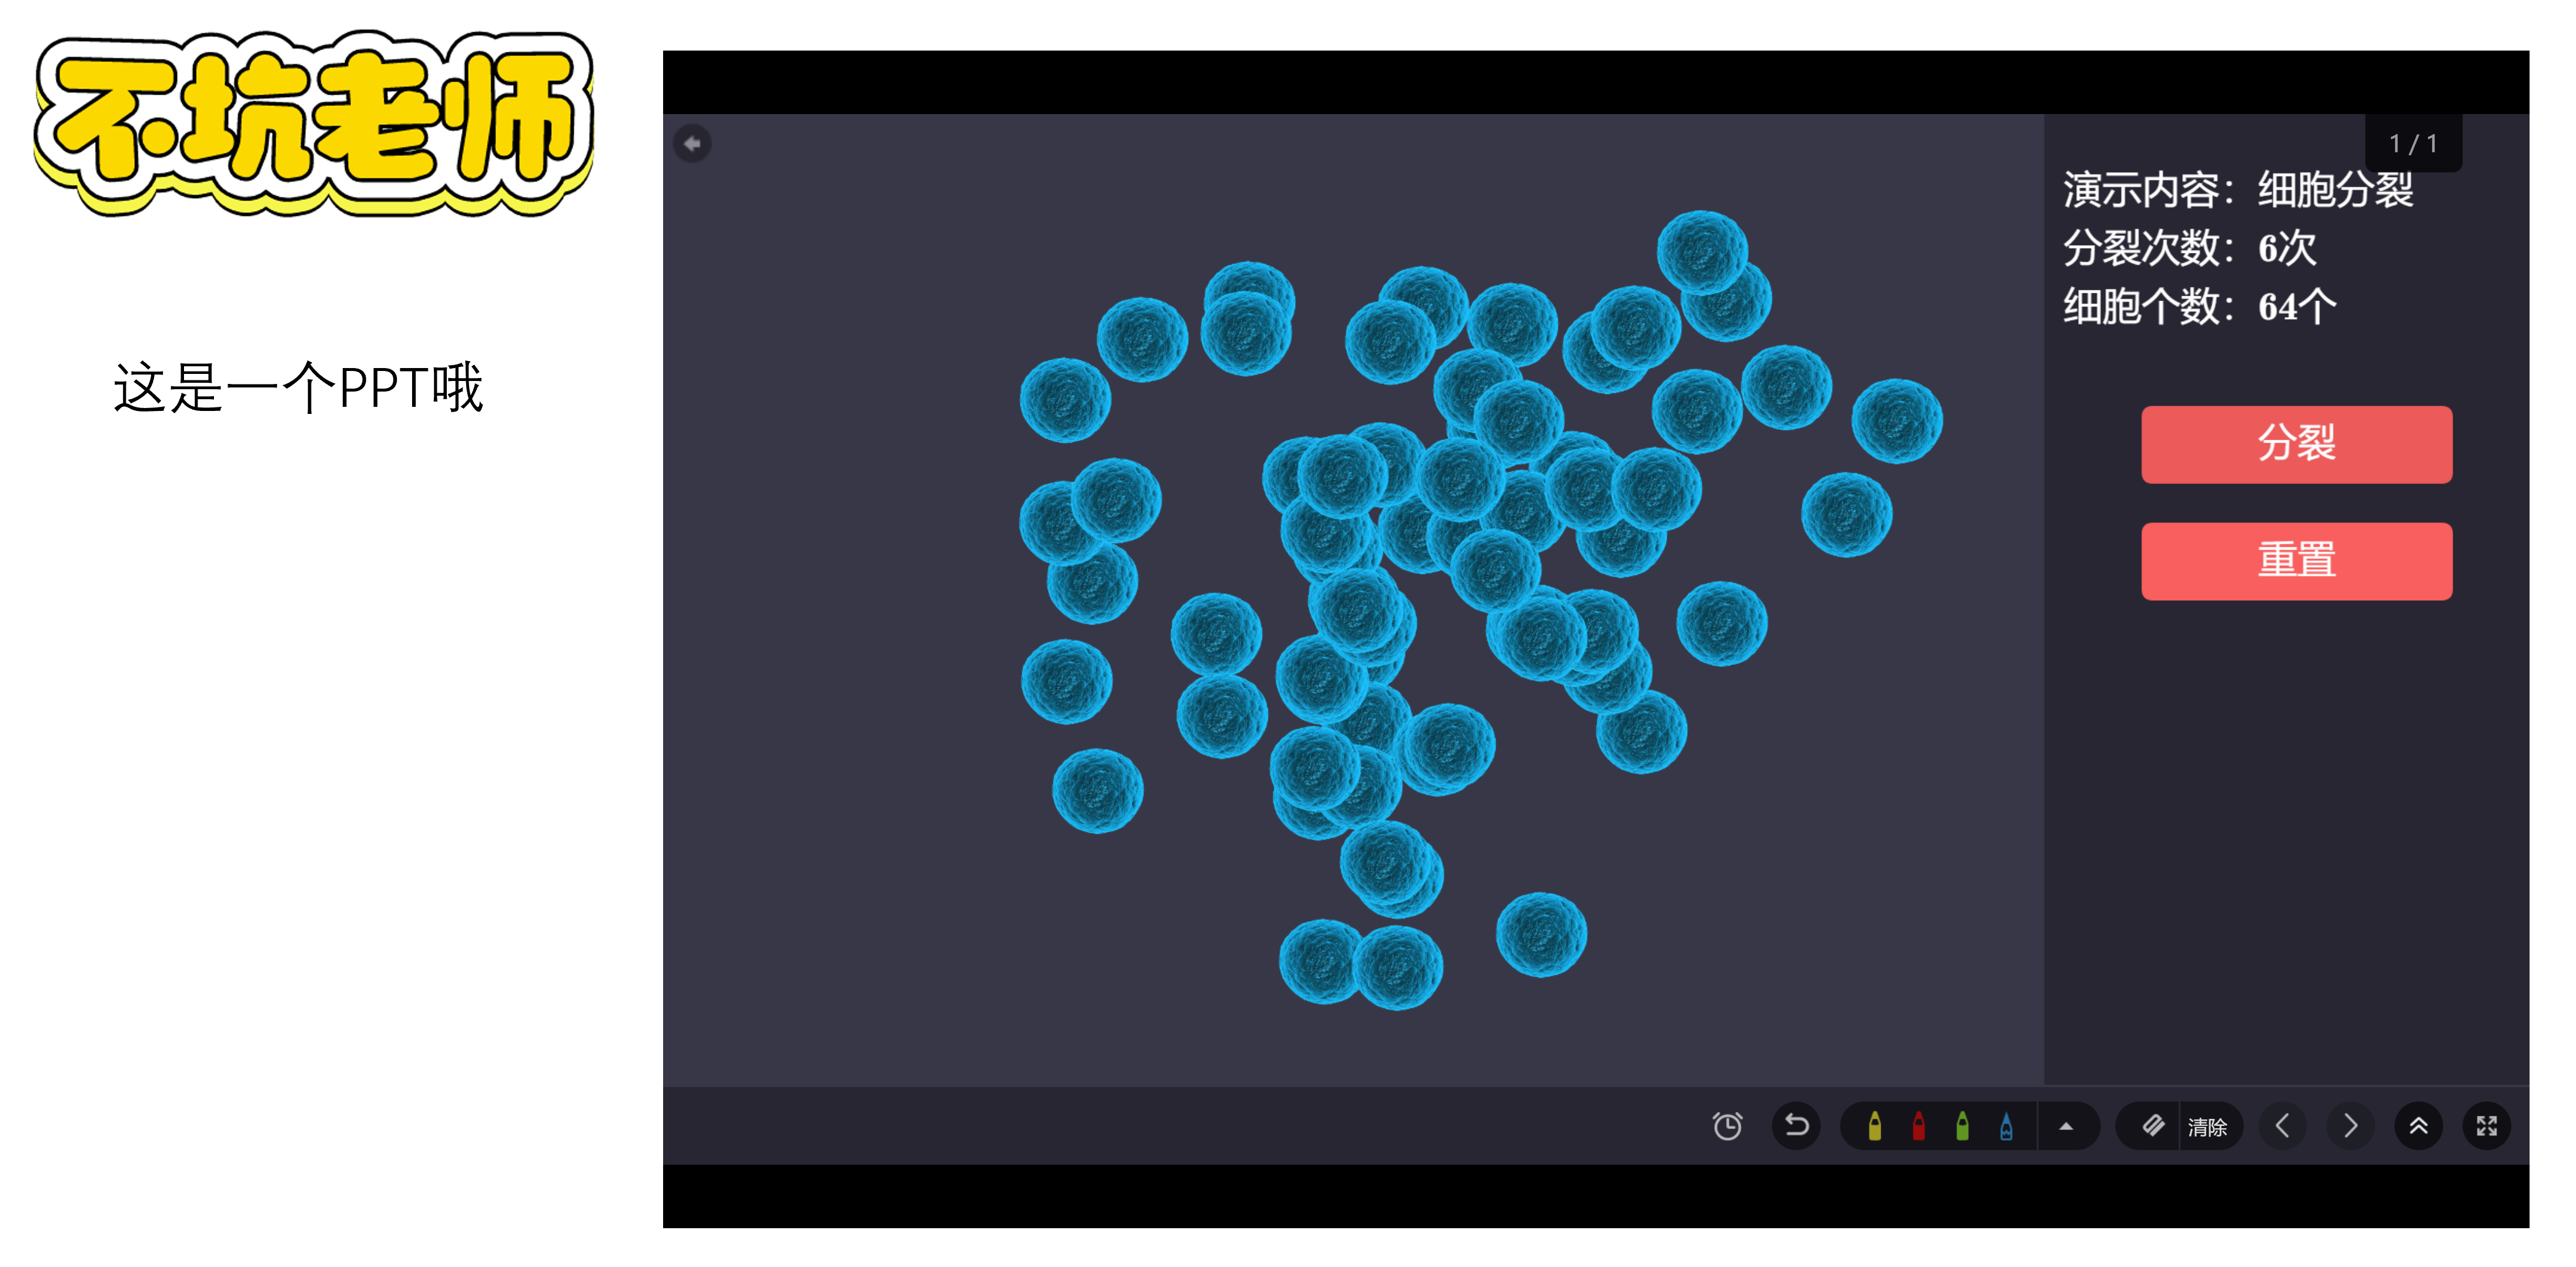 不坑老师
这是一个PPT哦
1 / 1
演示内容：细胞分裂
分裂次数：6次
细胞个数：64个
分裂
重置
清除